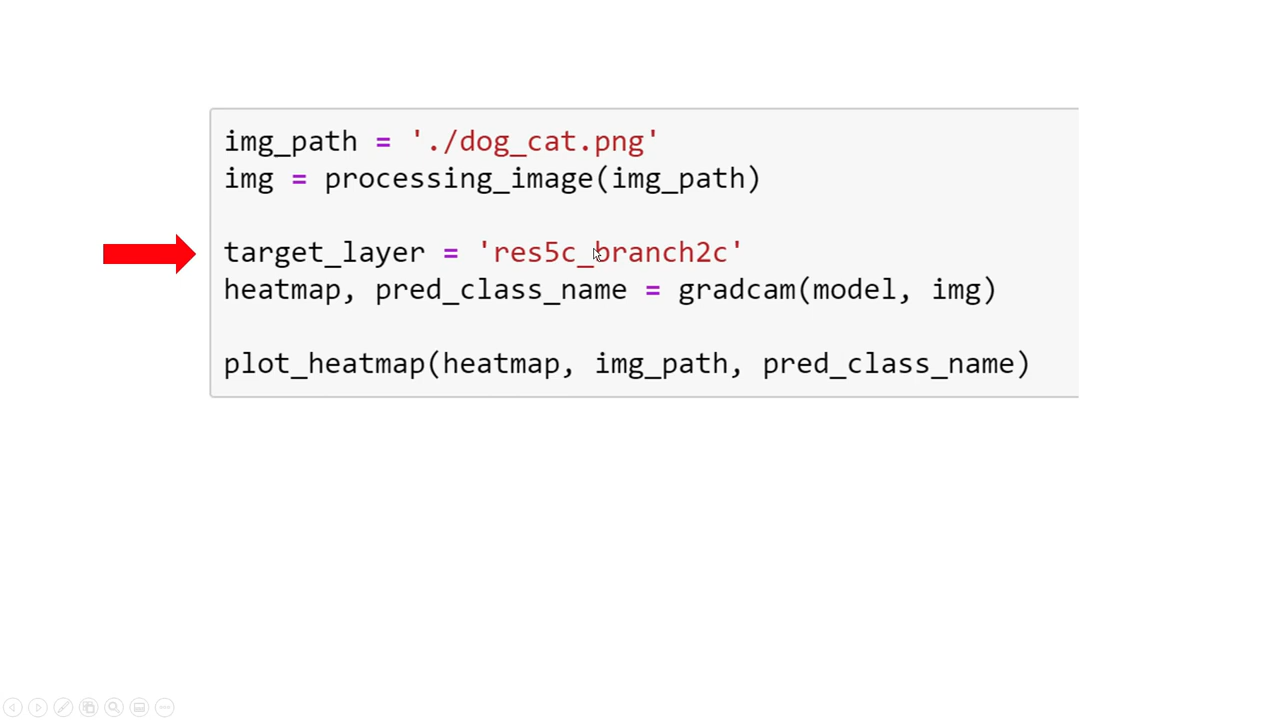 img_path = './dog_cat.png'
img = processing_image(img_path)
target_layer = 'res5c_branch2c'
heatmap, pred_class_name = gradcam(model, img)
plot_heatmap(heatmap, img_path, pred_class_name)